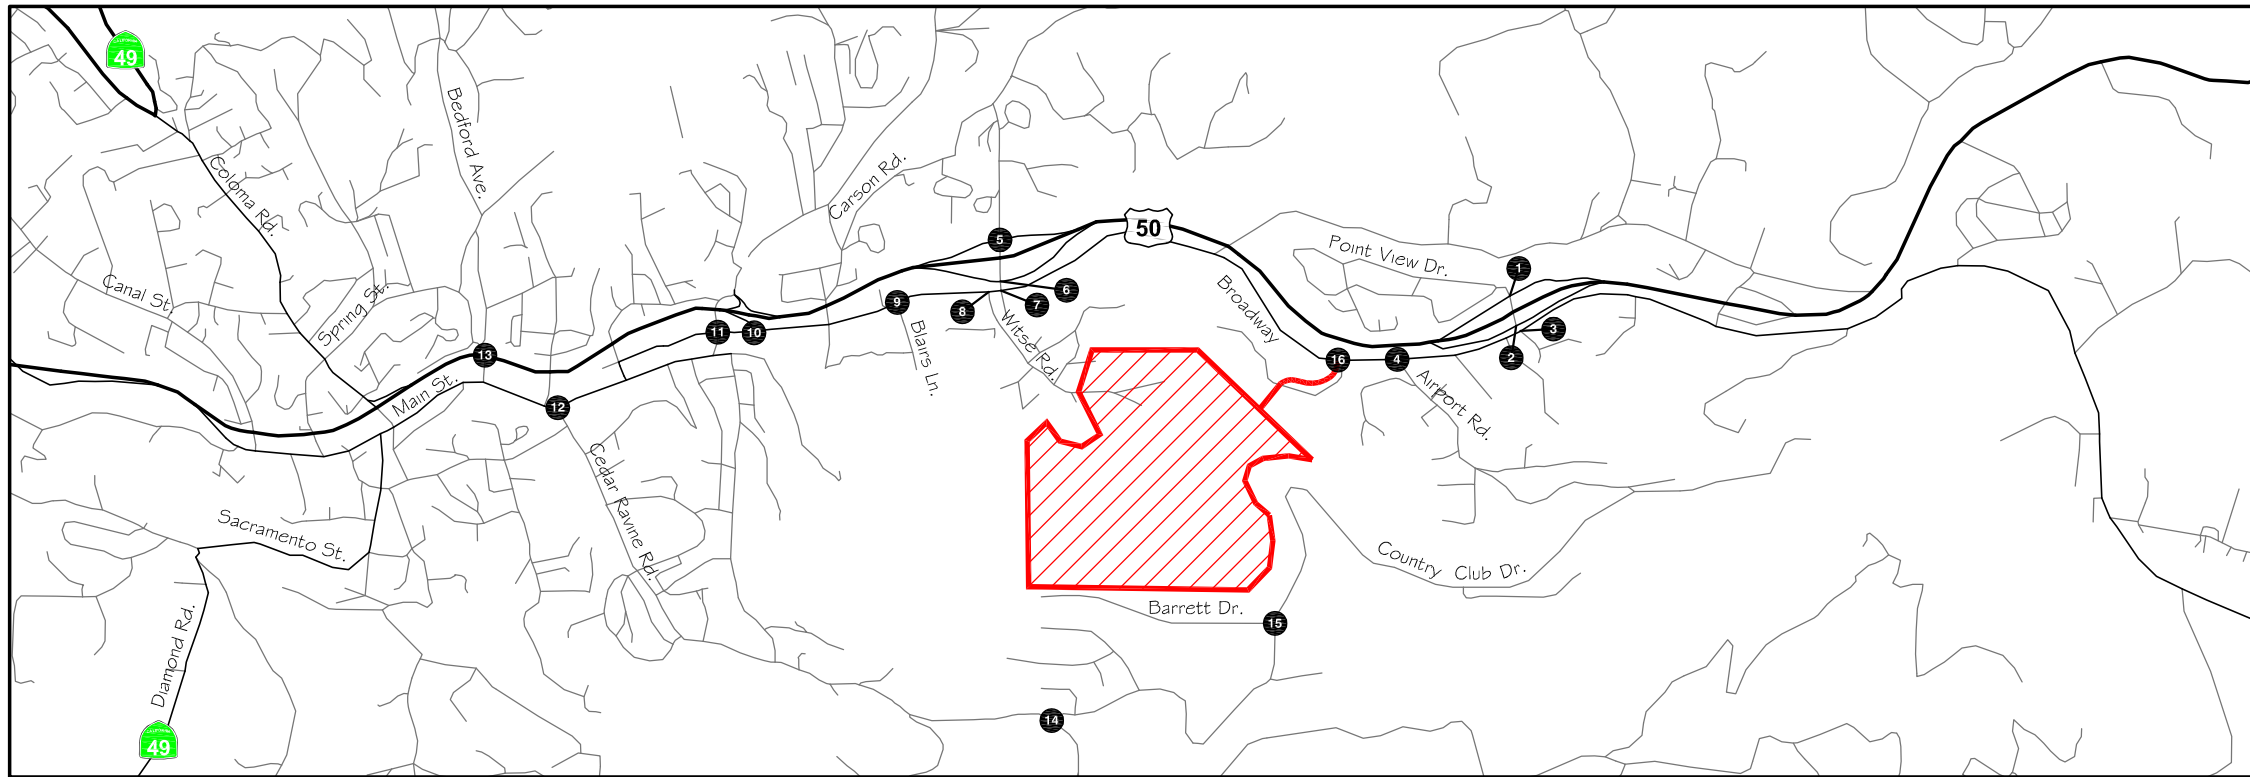 49
Bedford Ave.
Coloma Rd.
Carson Rd.
50
5
Point View Dr.
1
Canal St.
Spring St.
Broadway
6
9
7
8
Blairs Ln.
Witse Rd.
3
11
10
13
2
16
4
Main St.
12
Airport Rd.
Cedar Ravine Rd.
Sacramento St.
Country Club Dr.
Barrett Dr.
15
Diamond Rd.
14
49